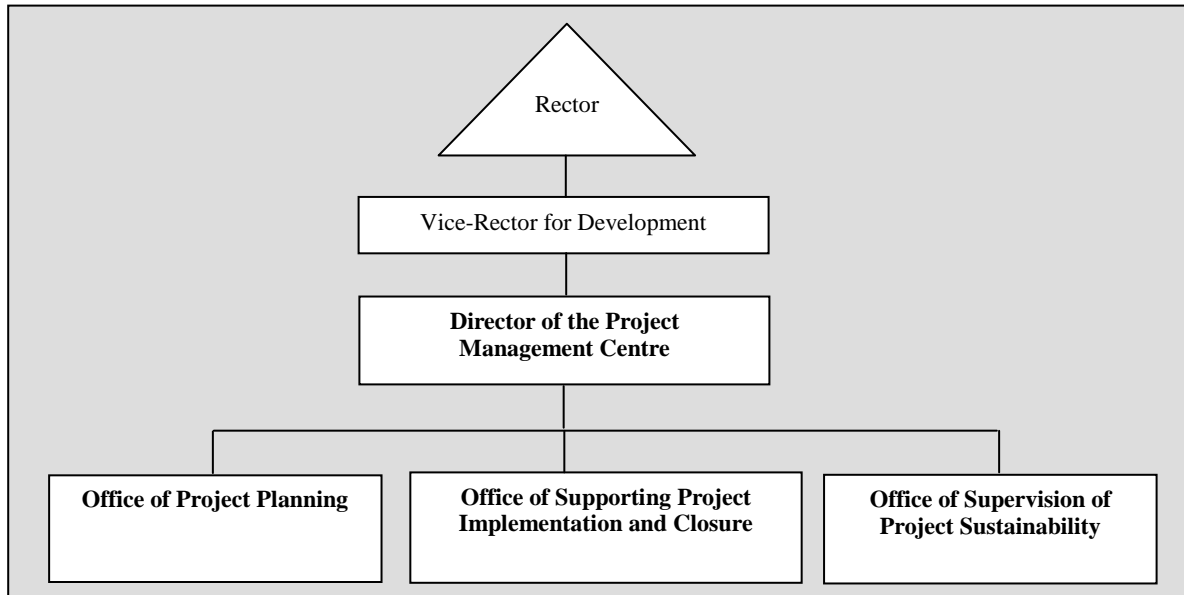 Rector
Vice-Rector for Development
Director of the Project
Management Centre
Office of Project Planning
Office of Supporting Project
Implementation and Closure
Office of Supervision of
Project Sustainability